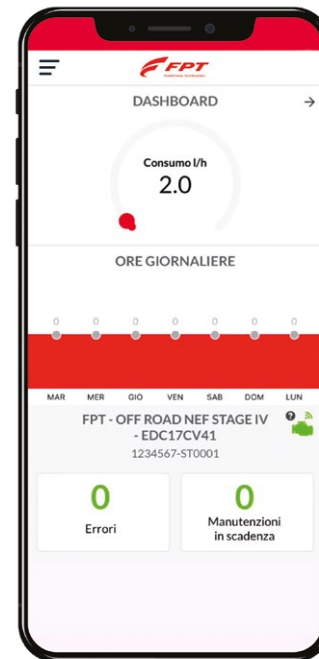 FPT
DASHBOARD →
Consumo l/h
2.0
ORE GIORNALIERE
0 0 0 0 0 0 0
MAR MER GIO VEN SAB DOM LUN
FPT - OFF ROAD NEF STAGE IV
- EDC17CV41
1234567-ST0001
0
Errori
0
Manutenzioni
in scadenza